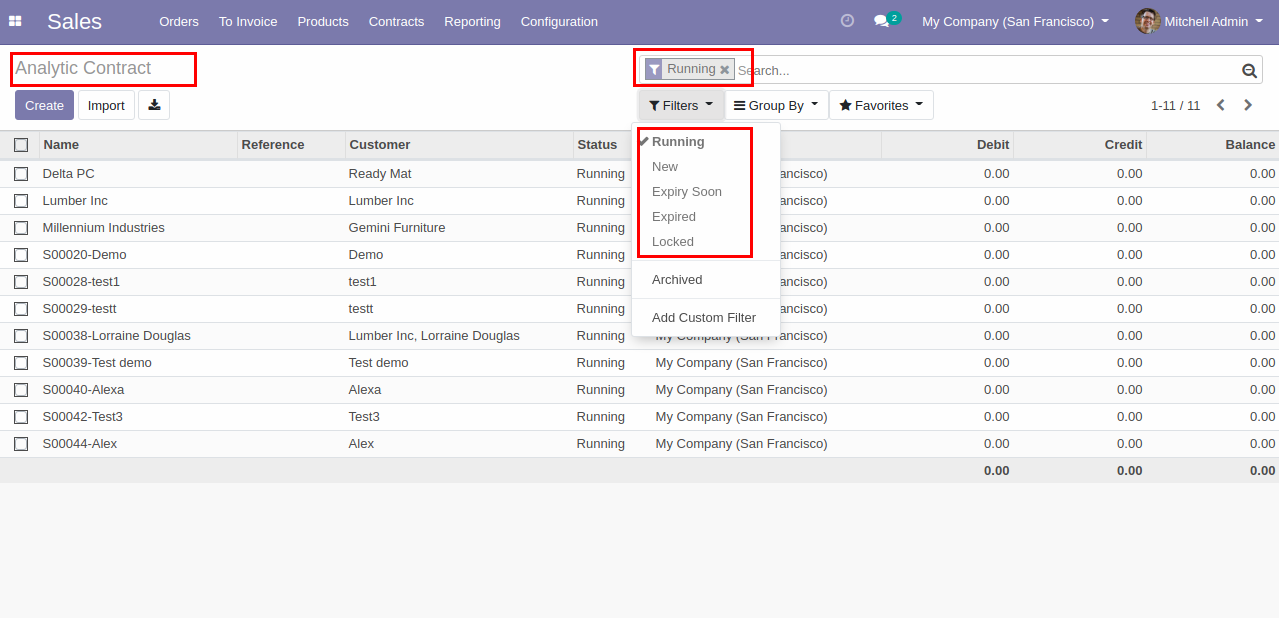 Sales Orders To Invoice Products Contracts Reporting Configuration 2 My Company (San Francisco) Mitchell Admin
Analytic Contract Running Search...
Create Import Filters Group By Favorites 1-11 / 11
Name Reference Customer Status Debit Credit Balance
Running
New
Expiry Soon
Expired
Locked
Archived
Add Custom Filter
Delta PC Ready Mat Running ancisco) 0.00 0.00 0.00
Lumber Inc Lumber Inc Running ancisco) 0.00 0.00 0.00
Millennium Industries Gemini Furniture Running ancisco) 0.00 0.00 0.00
S00020-Demo Demo Running ancisco) 0.00 0.00 0.00
S00028-test1 test1 Running ancisco) 0.00 0.00 0.00
S00029-testt testt Running ancisco) 0.00 0.00 0.00
S00038-Lorraine Douglas Lumber Inc, Lorraine Douglas Running My Company (San Francisco) 0.00 0.00 0.00
S00039-Test demo Test demo Running My Company (San Francisco) 0.00 0.00 0.00
S00040-Alexa Alexa Running My Company (San Francisco) 0.00 0.00 0.00
S00042-Test3 Test3 Running My Company (San Francisco) 0.00 0.00 0.00
S00044-Alex Alex Running My Company (San Francisco) 0.00 0.00 0.00
0.00 0.00 0.00